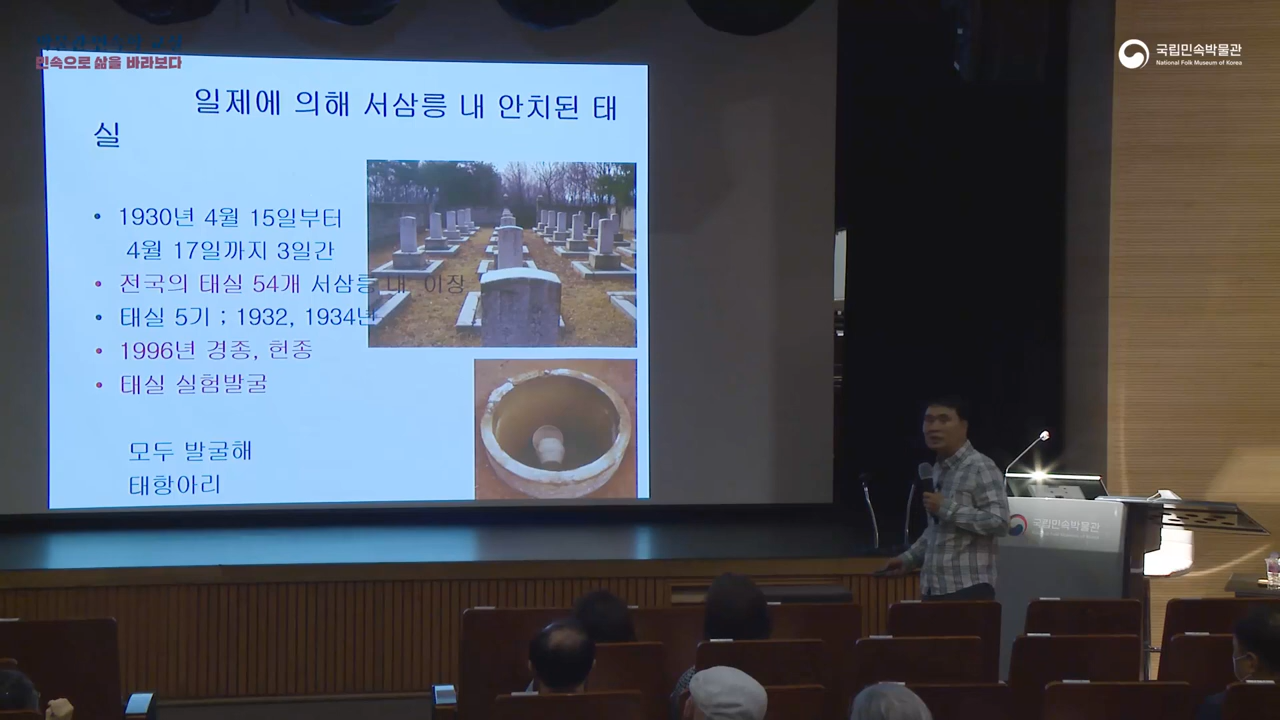 민속으로 삶을 바라보다
국립민속박물관
National Folk Museum of Korea
일제에 의해 서삼릉 내 안치된 태
실
• 1930년 4월 15일부터
4월 17일까지 3일간
• 전국의 태실 54개 서삼릉 내 이장
• 태실 5기 ; 1932, 1934년
• 1996년 경종, 헌종
• 태실 실험발굴
모두 발굴해
태항아리
국립민속박물관